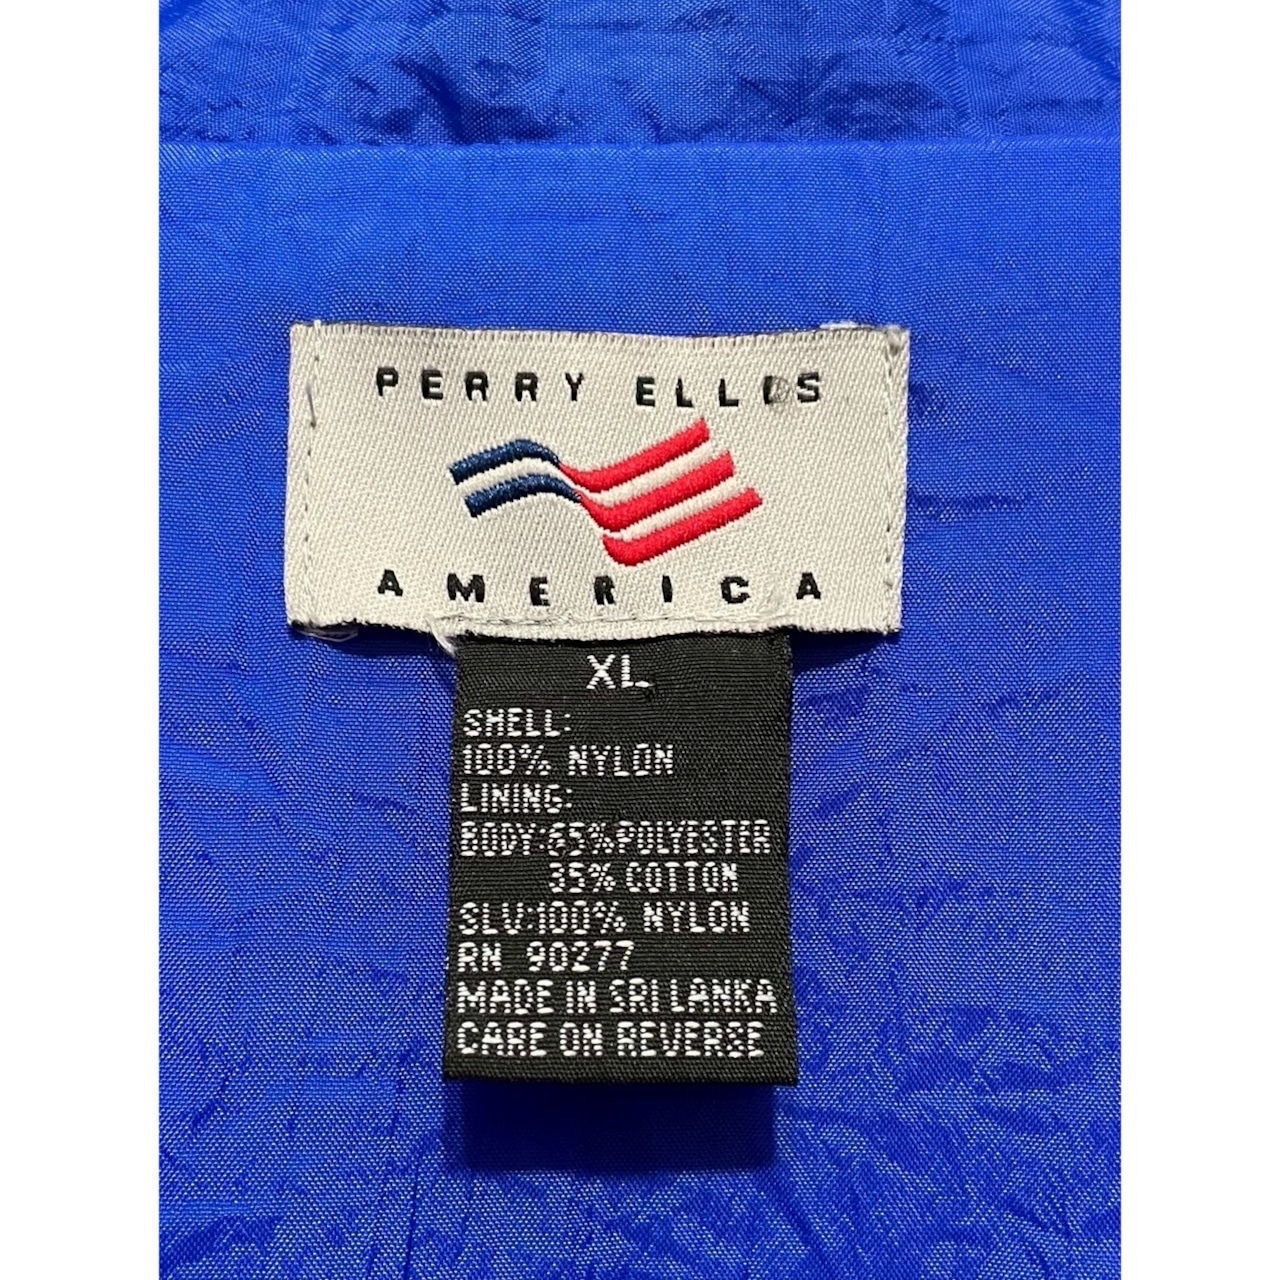 PERRY ELLIS
AMERICA
XL
SHELL:
100% NYLON
LINING:
BODY:65%POLYESTER
35% COTTON
SLV:100% NYLON
RN 90277
MADE IN SRI LANKA
CARE ON REVERSE